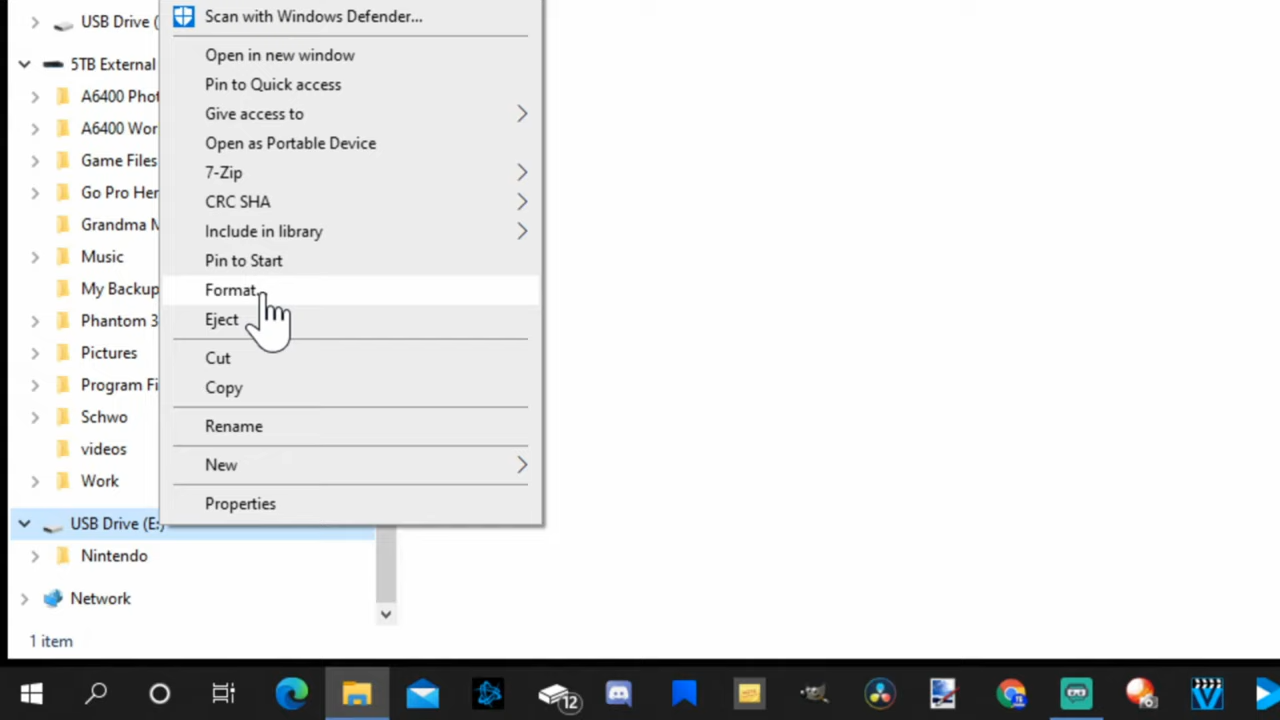 USB Drive (
5TB External
A6400 Phot
A6400 Wor
Game Files
Go Pro Her
Grandma M
Music
My Backup
Phantom 3
Pictures
Program Fi
Schwo
videos
Work
USB Drive (E:)
Nintendo
Network
1 item
Scan with Windows Defender...
Open in new window
Pin to Quick access
Give access to
Open as Portable Device
7-Zip
CRC SHA
Include in library
Pin to Start
Format...
Eject
Cut
Copy
Rename
New
Properties
12